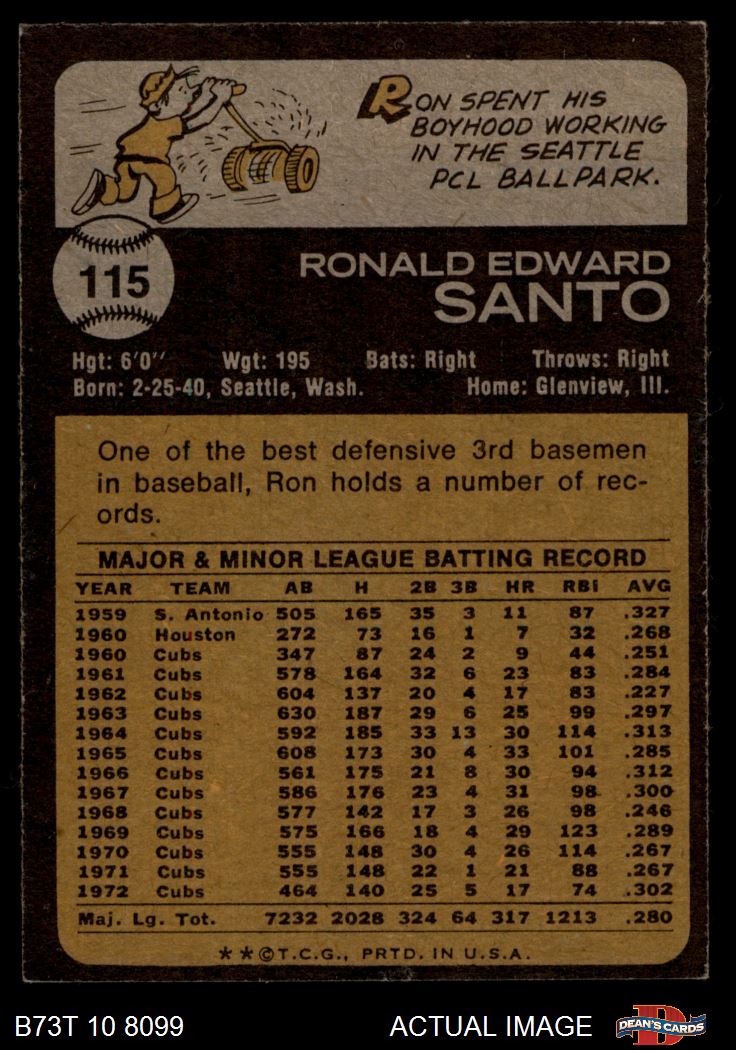 RON SPENT HIS
BOYHOOD WORKING
IN THE SEATTLE
PCL BALLPARK.
115
RONALD EDWARD
SANTO
Hgt: 6'0" Wgt: 195 Bats: Right Throws: Right
Born: 2-25-40, Seattle, Wash. Home: Glenview, Ill.
One of the best defensive 3rd basemen
in baseball, Ron holds a number of rec-
ords.
MAJOR & MINOR LEAGUE BATTING RECORD
YEAR TEAM AB H 2B 3B HR RBI AVG
1959 S. Antonio 505 165 35 3 11 87 .327
1960 Houston 272 73 16 1 7 32 .268
1960 Cubs 347 87 24 2 9 44 .251
1961 Cubs 578 164 32 6 23 83 .284
1962 Cubs 604 137 20 4 17 83 .227
1963 Cubs 630 187 29 6 25 99 .297
1964 Cubs 592 185 33 13 30 114 .313
1965 Cubs 608 173 30 4 33 101 .285
1966 Cubs 561 175 21 8 30 94 .312
1967 Cubs 586 176 23 4 31 98 .300
1968 Cubs 577 142 17 3 26 98 .246
1969 Cubs 575 166 18 4 29 123 .289
1970 Cubs 555 148 30 4 26 114 .267
1971 Cubs 555 148 22 1 21 88 .267
1972 Cubs 464 140 25 5 17 74 .302
Maj. Lg. Tot. 7232 2028 324 64 317 1213 .280
**©T.C.G., PRTD. IN U.S.A.
B73T 10 8099 ACTUAL IMAGE D DEAN'S CARDS